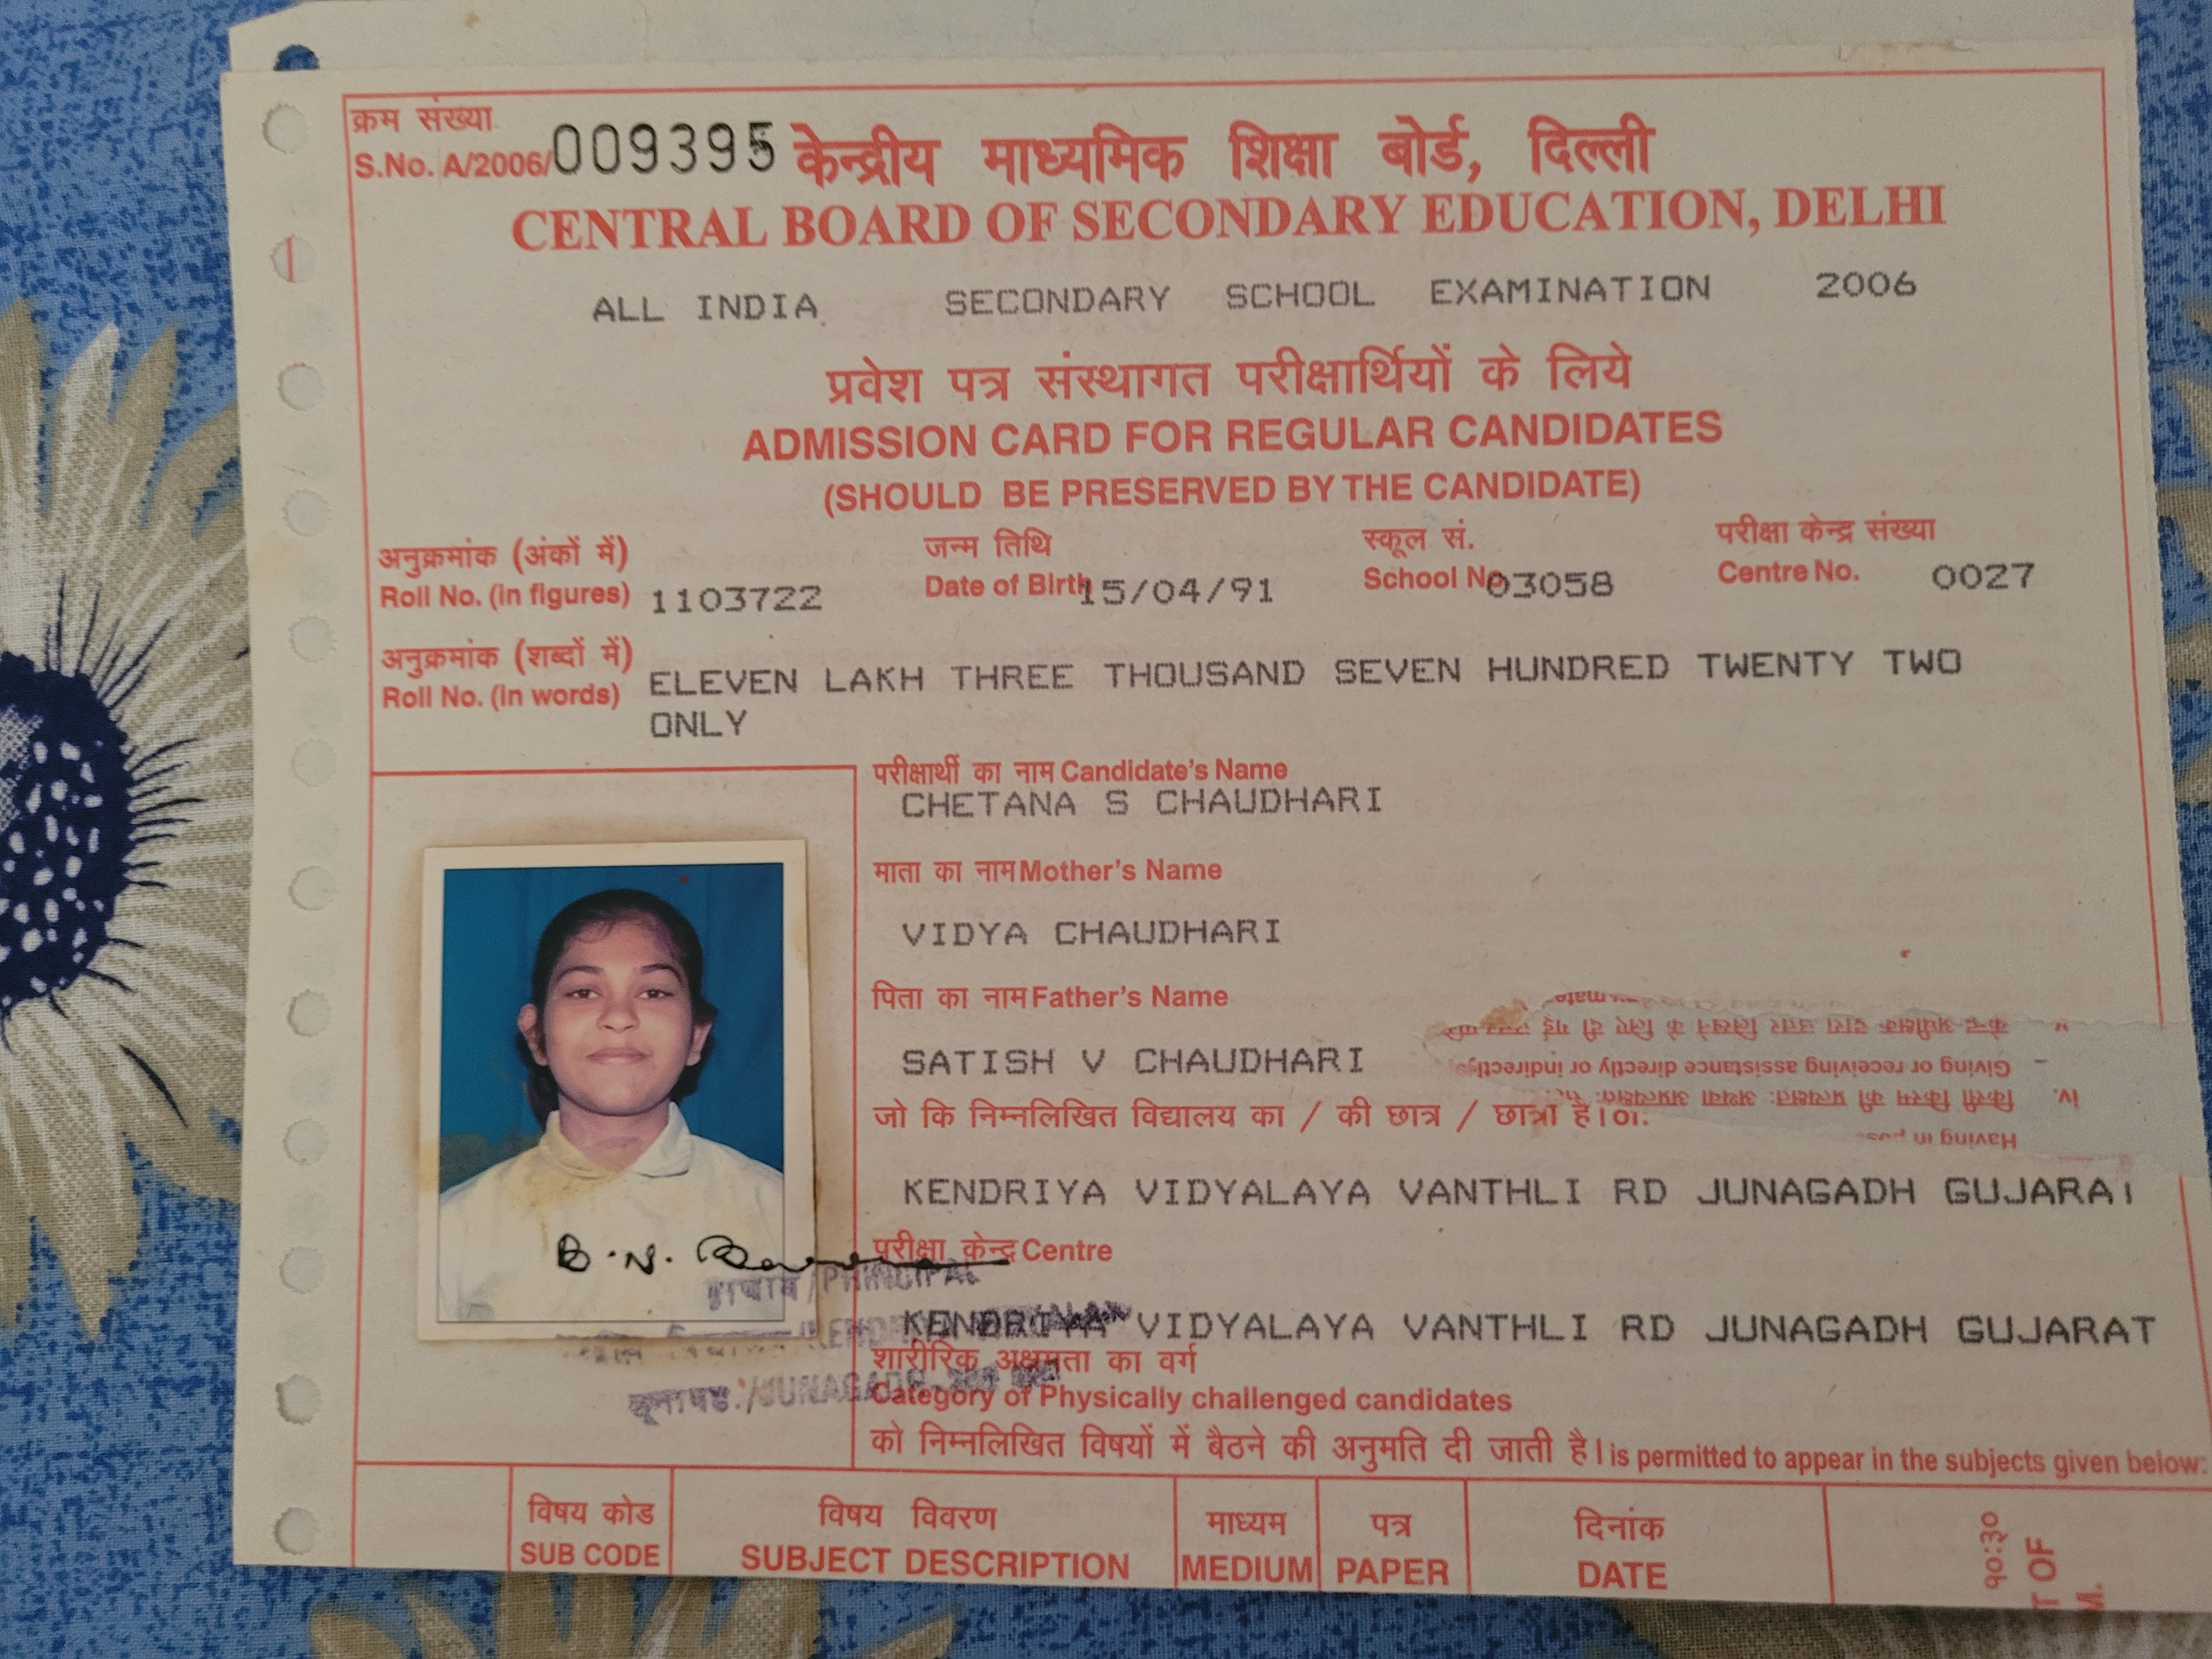 क्रम संख्या
S.No. A/2006/009395 केन्द्रीय माध्यमिक शिक्षा बोर्ड, दिल्ली
CENTRAL BOARD OF SECONDARY EDUCATION, DELHI
ALL INDIA SECONDARY SCHOOL EXAMINATION 2006
प्रवेश पत्र संस्थागत परीक्षार्थियों के लिये
ADMISSION CARD FOR REGULAR CANDIDATES
(SHOULD BE PRESERVED BY THE CANDIDATE)
अनुक्रमांक (अंकों में) जन्म तिथि स्कूल सं. परीक्षा केन्द्र संख्या
Roll No. (in figures) 1103722 Date of Birth 15/04/91 School No 03058 Centre No. 0027
अनुक्रमांक (शब्दों में)
Roll No. (in words) ELEVEN LAKH THREE THOUSAND SEVEN HUNDRED TWENTY TWO
ONLY
परीक्षार्थी का नाम Candidate's Name
CHETANA S CHAUDHARI
माता का नाम Mother's Name
VIDYA CHAUDHARI
पिता का नाम Father's Name
SATISH V CHAUDHARI
Giving or receiving assistance directly or indirectly
iv.
Having in
जो कि निम्नलिखित विद्यालय का / की छात्र / छात्रा है।
KENDRIYA VIDYALAYA VANTHLI RD JUNAGADH GUJARAT
परीक्षा केन्द्र Centre
B. N.
PRINCIPAL
KENDRIYA VIDYALAYA VANTHLI RD JUNAGADH GUJARAT
शारीरिक अक्षमता का वर्ग
/JUNAGADH
Category of Physically challenged candidates
को निम्नलिखित विषयों में बैठने की अनुमति दी जाती है। is permitted to appear in the subjects given below:
विषय कोड विषय विवरण माध्यम पत्र दिनांक
SUB CODE SUBJECT DESCRIPTION MEDIUM PAPER DATE
१०:३०
T OF
M.